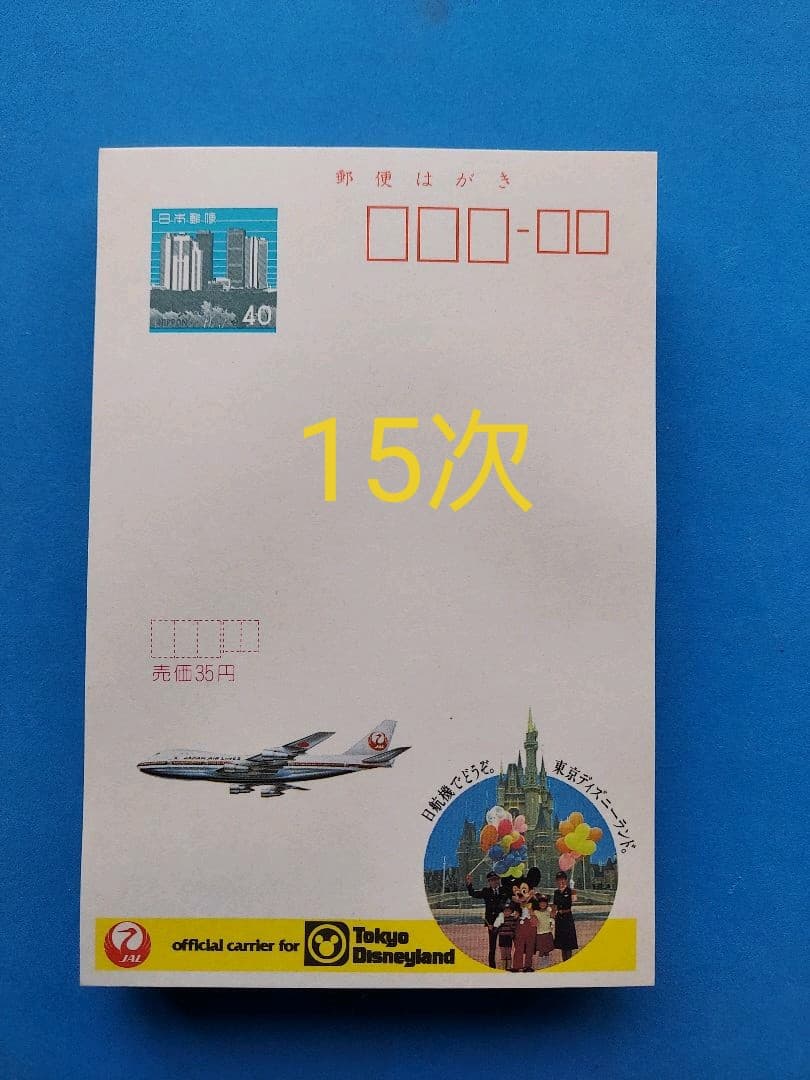 郵便はがき
日本郵便
NIPPON
40
15次
売価35円
JAPAN AIR LINES
日航機でどうぞ。
東京ディズニーランド。
JAL
official carrier for
Tokyo
Disneyland